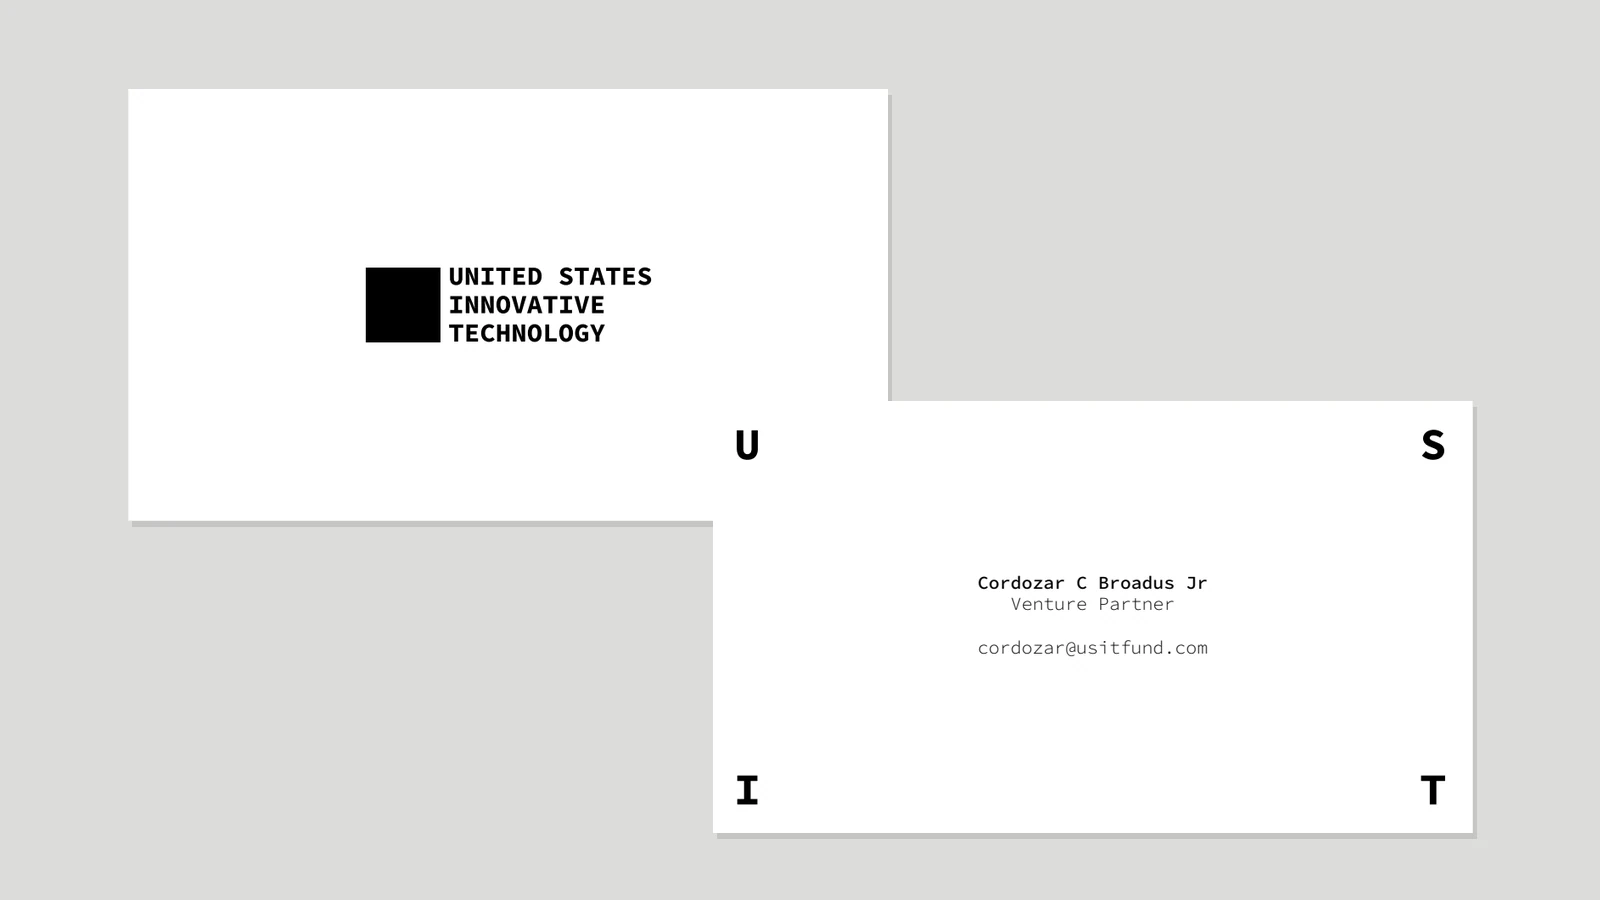 UNITED STATES
INNOVATIVE
TECHNOLOGY
U S
Cordozar C Broadus Jr
Venture Partner
cordozar@usitfund.com
I T